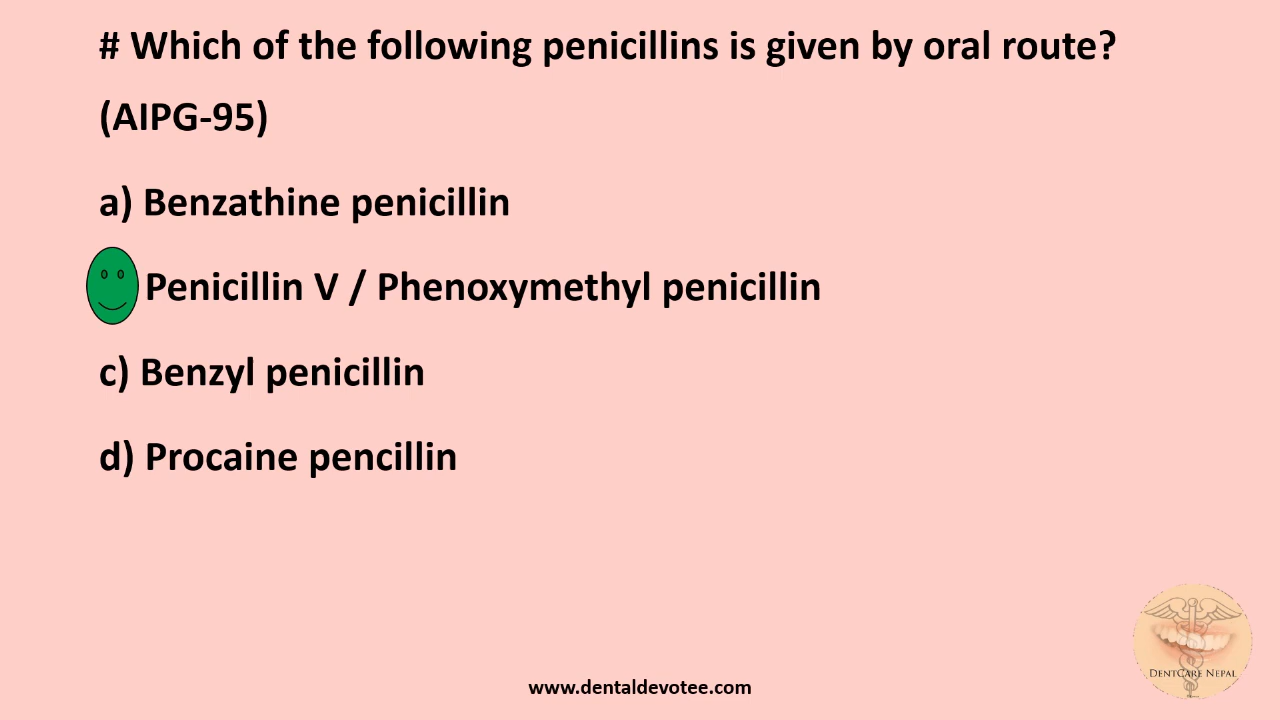 # Which of the following penicillins is given by oral route?
(AIPG-95)
a) Benzathine penicillin
Penicillin V / Phenoxymethyl penicillin
c) Benzyl penicillin
d) Procaine pencillin
DentCare Nepal
www.dentaldevotee.com